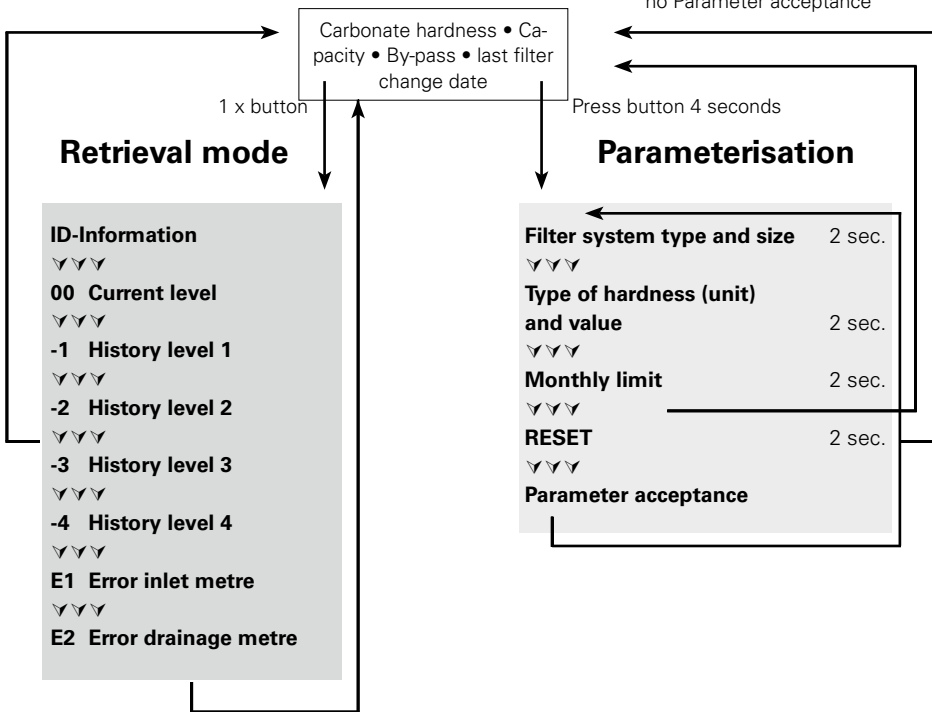 no Parameter acceptance
Carbonate hardness • Ca-
pacity • By-pass • last filter
change date
1 x button
Press button 4 seconds
Retrieval mode
Parameterisation
ID-Information
00 Current level
-1 History level 1
-2 History level 2
-3 History level 3
-4 History level 4
E1 Error inlet metre
E2 Error drainage metre
Filter system type and size 2 sec.
Type of hardness (unit)
and value 2 sec.
Monthly limit 2 sec.
RESET 2 sec.
Parameter acceptance